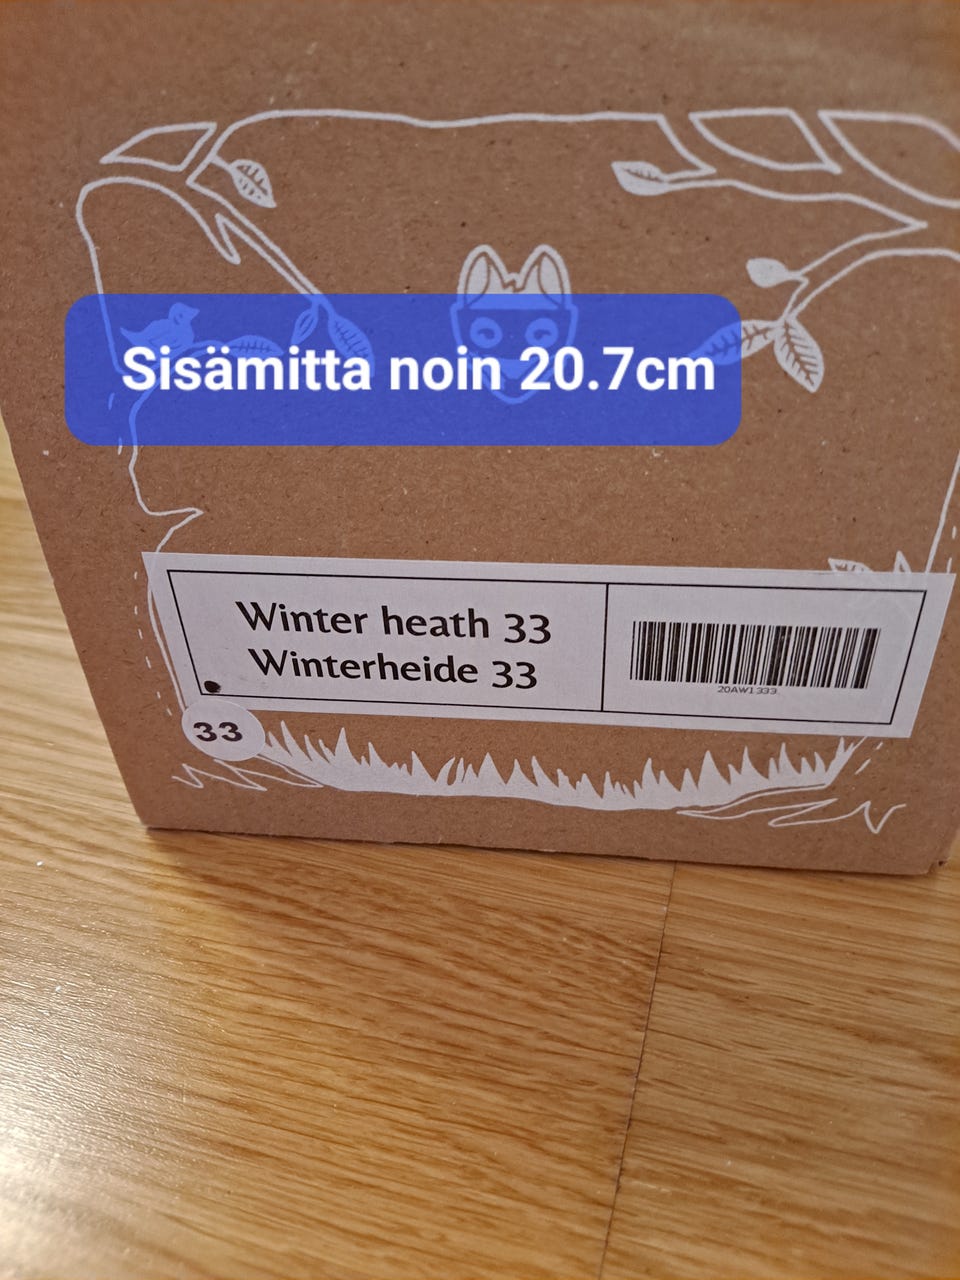 Sisämitta noin 20.7cm
Winter heath 33
Winterheide 33
20AW1333
33